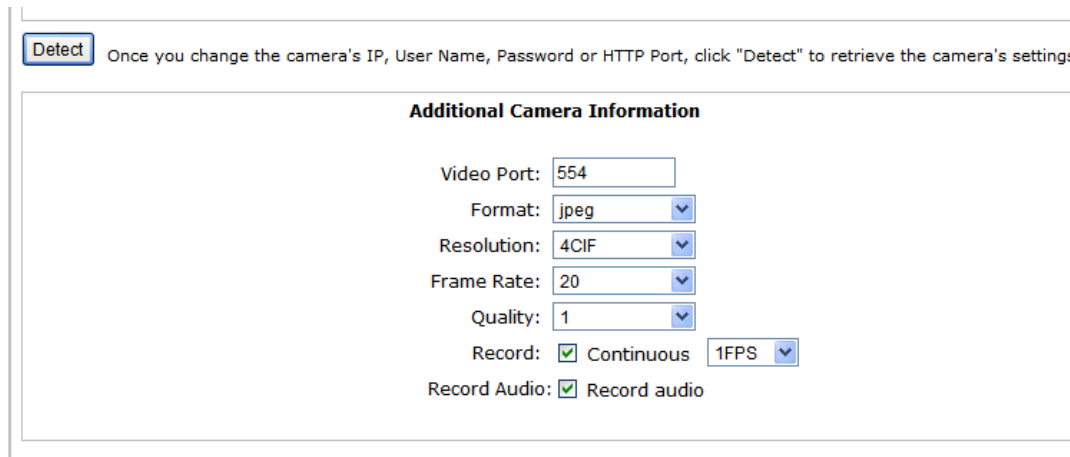 Detect Once you change the camera's IP, User Name, Password or HTTP Port, click "Detect" to retrieve the camera's settings
Additional Camera Information
Video Port: 554
Format: jpeg
Resolution: 4CIF
Frame Rate: 20
Quality: 1
Record: Continuous 1FPS
Record Audio: Record audio